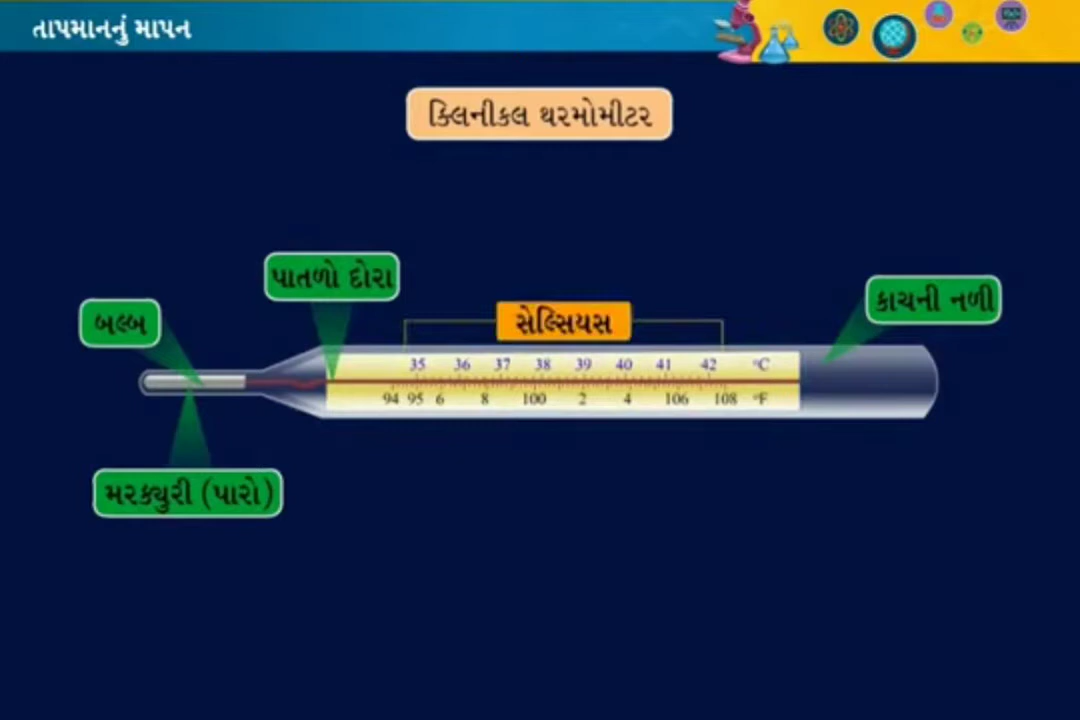 તાપમાનનું માપન
ક્લિનીકલ થરમોમીટર
પાતળો દોરા
બલ્બ
સેલ્સિયસ
કાચની નળી
35 36 37 38 39 40 41 42 °C
94 95 6 8 100 2 4 106 108 °F
મરક્યુરી (પારો)